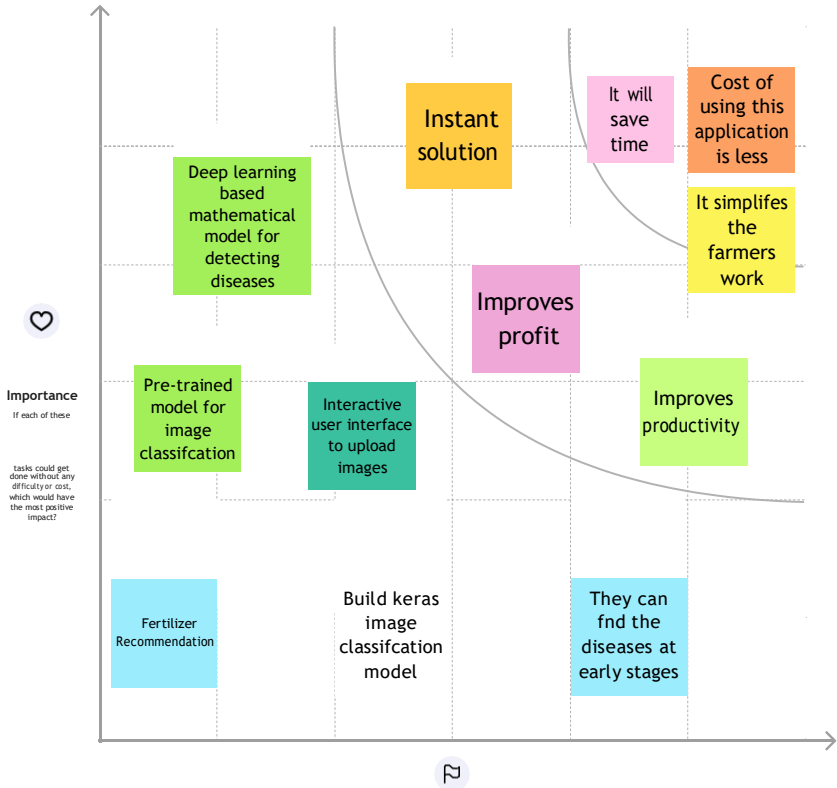 Instant
solution
It will
save
time
Cost of
using this
application
is less
Deep learning
based
mathematical
model for
detecting
diseases
It simplifes
the
farmers
work
Improves
profit
Importance
If each of these
tasks could get
done without any
difficulty or cost,
which would have
the most positive
impact?
Pre-trained
model for
image
classifcation
Interactive
user interface
to upload
images
Improves
productivity
Fertilizer
Recommendation
Build keras
image
classifcation
model
They can
fnd the
diseases at
early stages